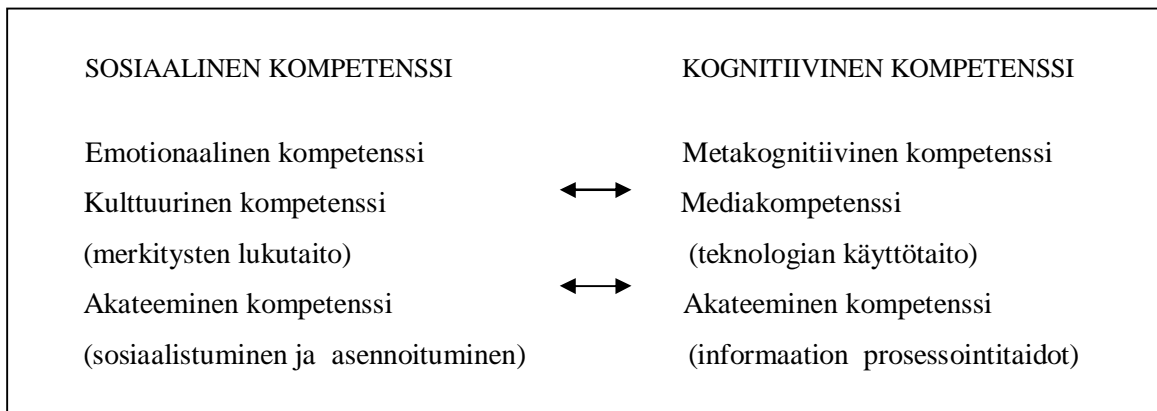 SOSIAALINEN KOMPETENSSI KOGNITIIVINEN KOMPETENSSI
Emotionaalinen kompetenssi Metakognitiivinen kompetenssi
Kulttuurinen kompetenssi Mediakompetenssi
(merkitysten lukutaito) (teknologian käyttötaito)
Akateeminen kompetenssi Akateeminen kompetenssi
(sosiaalistuminen ja asennoituminen) (informaation prosessointitaidot)